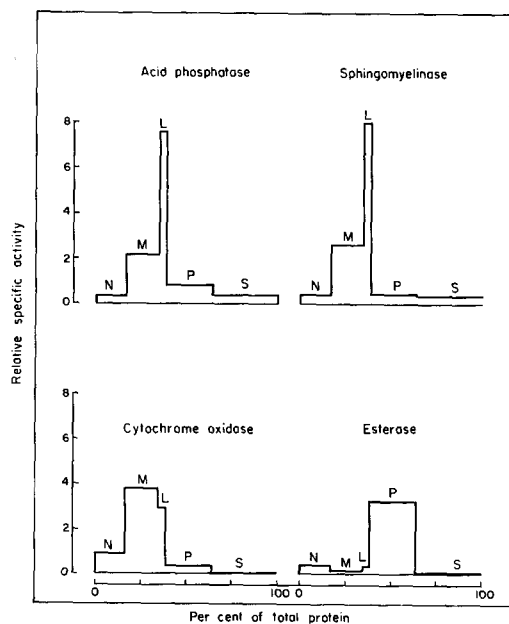 Acid phosphatase
Sphingomyelinase
8
6
4
2
0
N M L P S
N M L P S
Relative specific activity
Cytochrome oxidase
Esterase
8
6
4
2
0
N M L P S
N M L P S
0 100 0 100
Per cent of total protein